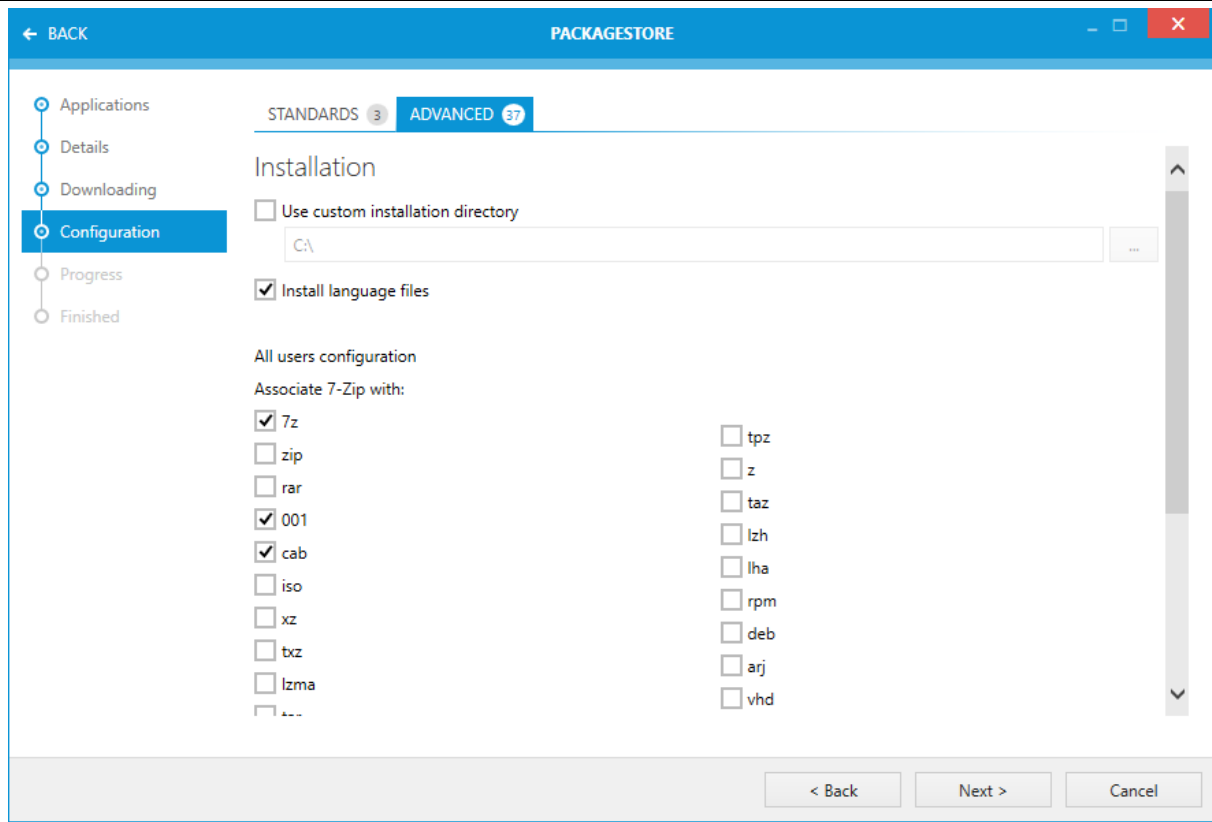 BACK
PACKAGESTORE
Applications
Details
Downloading
Configuration
Progress
Finished
STANDARDS 3
ADVANCED 37
Installation
Use custom installation directory
C:\
...
Install language files
All users configuration
Associate 7-Zip with:
7z
zip
rar
001
cab
iso
xz
txz
lzma
tpz
z
taz
lzh
lha
rpm
deb
arj
vhd
< Back
Next >
Cancel